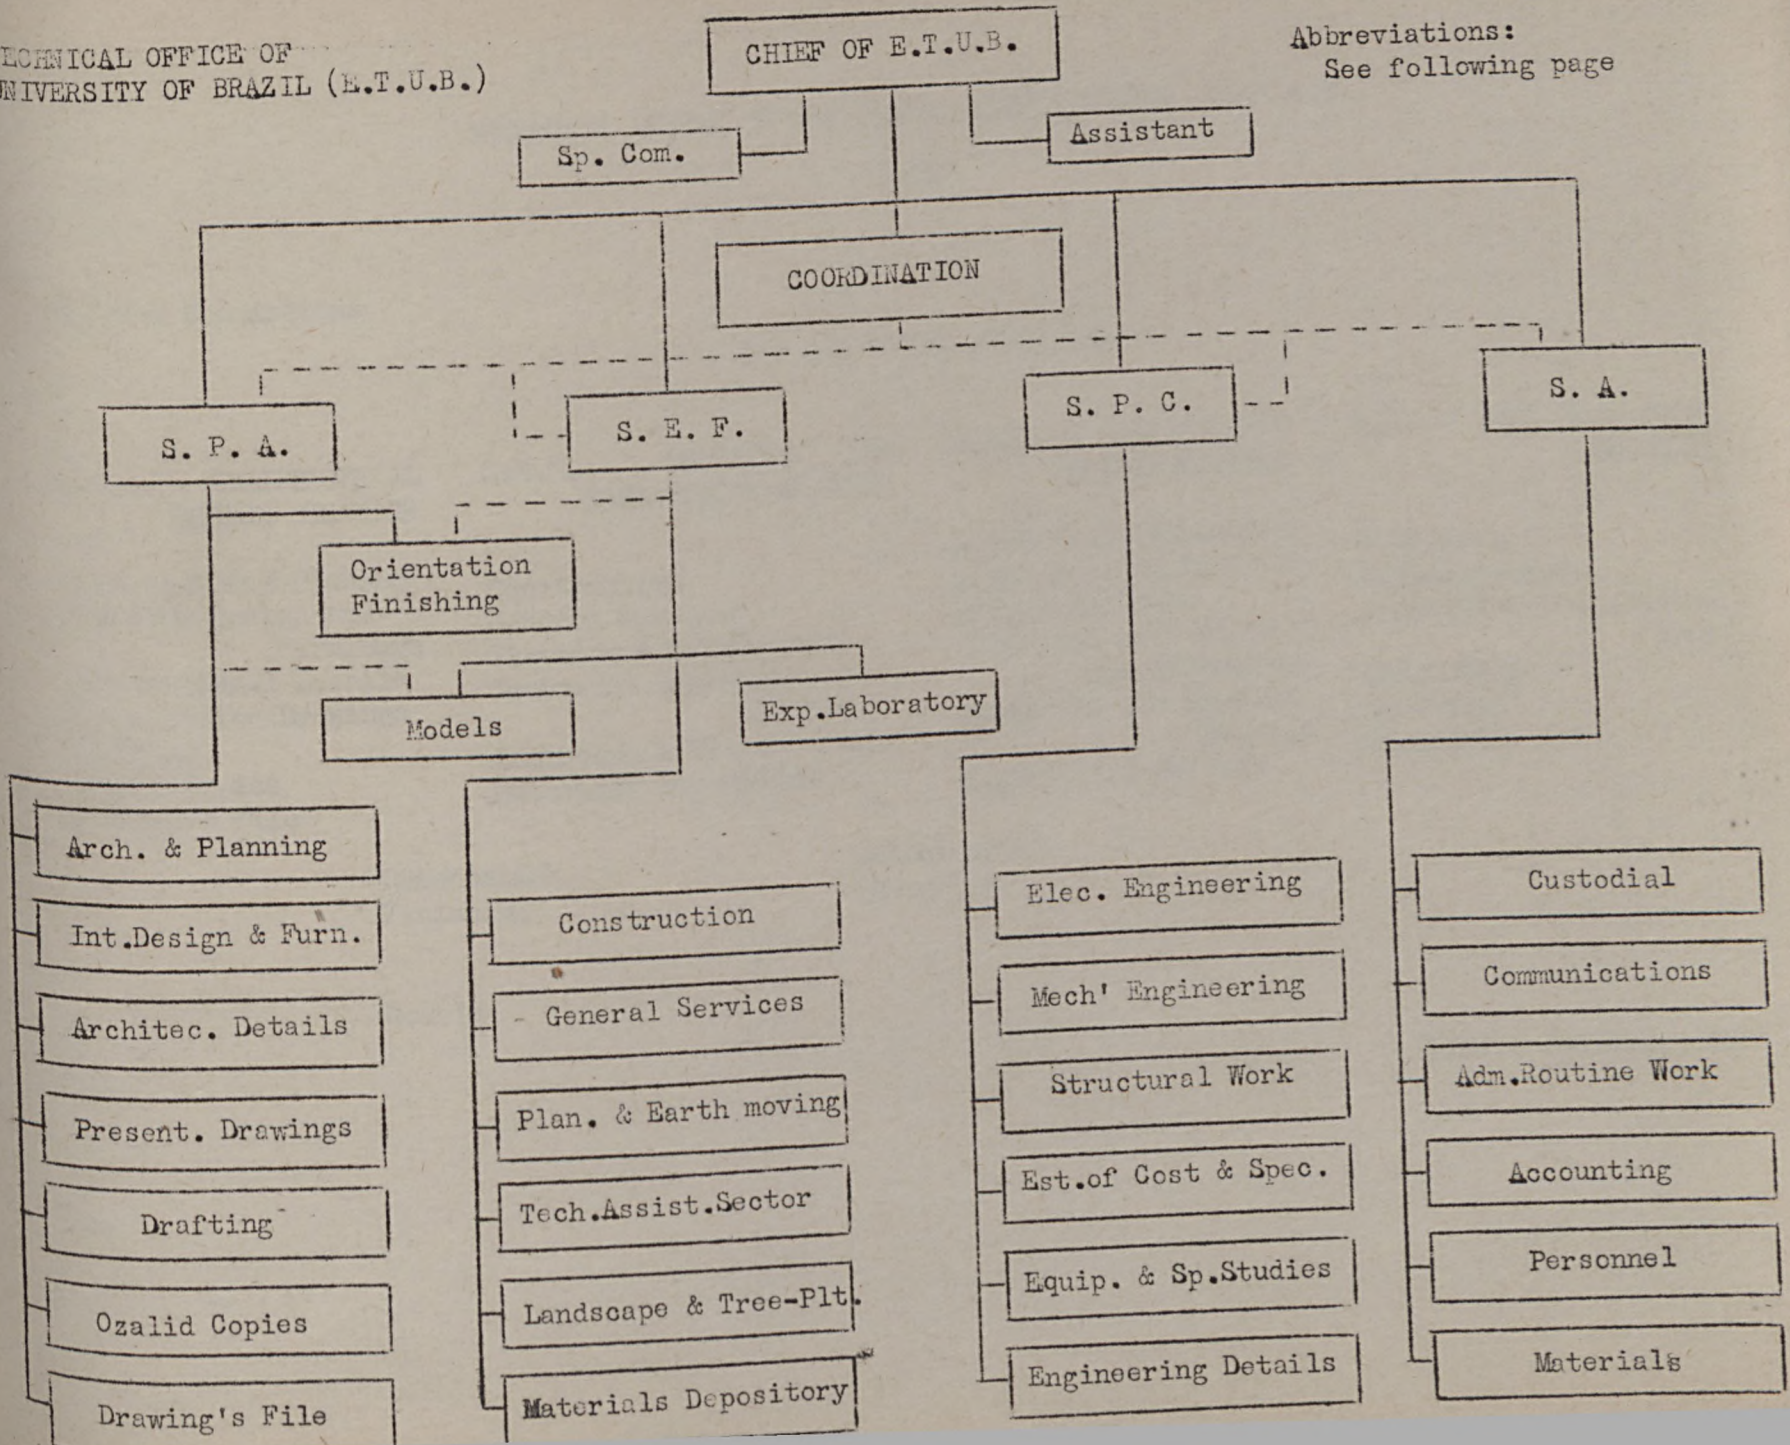 ECHNICAL OFFICE OF
UNIVERSITY OF BRAZIL (E.T.U.B.)
CHIEF OF E.T.U.B.
Abbreviations:
See following page
Sp. Com.
Assistant
COORDINATION
S. P. A.
S. E. F.
S. P. C.
S. A.
Orientation
Finishing
Models
Exp.Laboratory
Arch. & Planning
Int.Design & Furn.
Architec. Details
Present. Drawings
Drafting
Ozalid Copies
Drawing's File
Construction
General Services
Plan. & Earth moving
Tech.Assist.Sector
Landscape & Tree-Plt.
Materials Depository
Elec. Engineering
Mech' Engineering
Structural Work
Est.of Cost & Spec.
Equip. & Sp.Studies
Engineering Details
Custodial
Communications
Adm.Routine Work
Accounting
Personnel
Materials